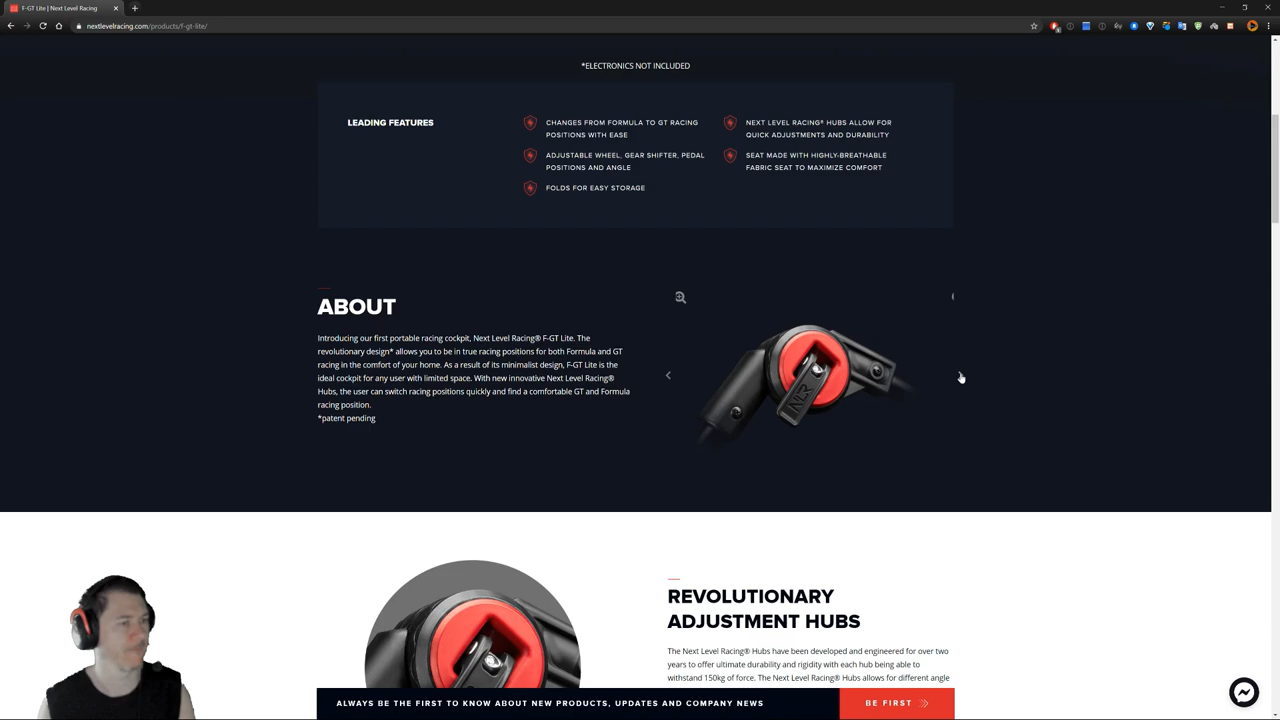 F-GT Lite | Next Level Racing
nextlevelracing.com/products/f-gt-lite/
*ELECTRONICS NOT INCLUDED
LEADING FEATURES
CHANGES FROM FORMULA TO GT RACING
POSITIONS WITH EASE
ADJUSTABLE WHEEL, GEAR SHIFTER, PEDAL
POSITIONS AND ANGLE
FOLDS FOR EASY STORAGE
NEXT LEVEL RACING® HUBS ALLOW FOR
QUICK ADJUSTMENTS AND DURABILITY
SEAT MADE WITH HIGHLY-BREATHABLE
FABRIC SEAT TO MAXIMIZE COMFORT
ABOUT
Introducing our first portable racing cockpit, Next Level Racing® F-GT Lite. The
revolutionary design* allows you to be in true racing positions for both Formula and GT
racing in the comfort of your home. As a result of its minimalist design, F-GT Lite is the
ideal cockpit for any user with limited space. With new innovative Next Level Racing®
Hubs, the user can switch racing positions quickly and find a comfortable GT and Formula
racing position.
*patent pending
NLR
REVOLUTIONARY
ADJUSTMENT HUBS
The Next Level Racing® Hubs have been developed and engineered for over two
years to offer ultimate durability and rigidity with each hub being able to
withstand 150kg of force. The Next Level Racing® Hubs allows for different angle
ALWAYS BE THE FIRST TO KNOW ABOUT NEW PRODUCTS, UPDATES AND COMPANY NEWS
BE FIRST